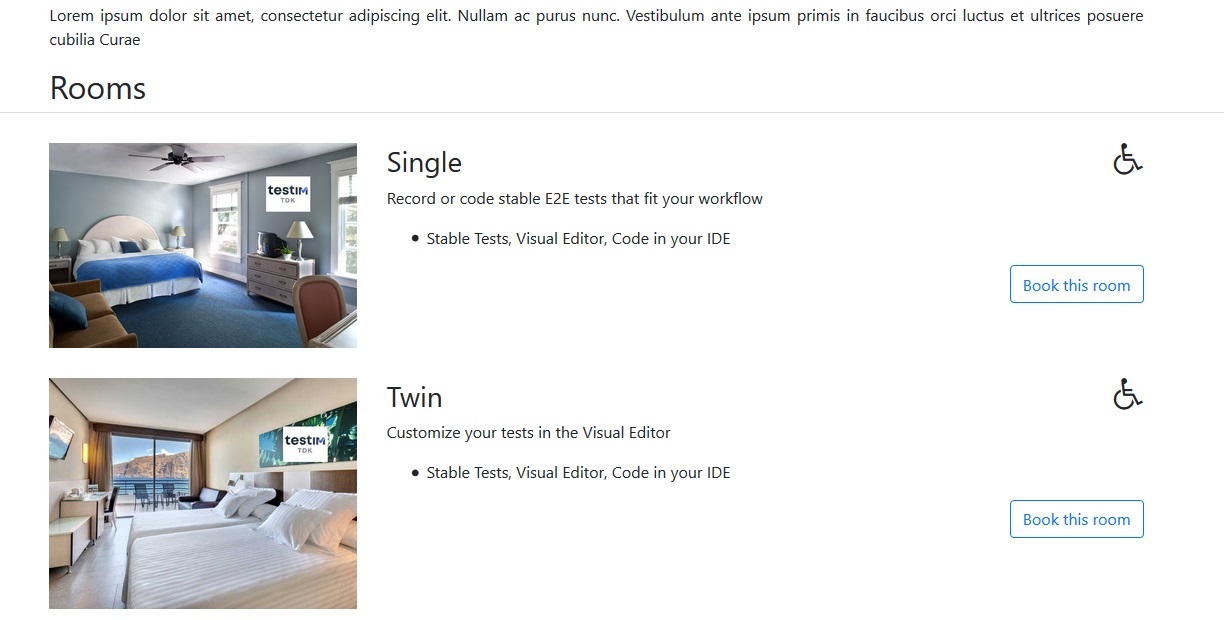 Lorem ipsum dolor sit amet, consectetur adipiscing elit. Nullam ac purus nunc. Vestibulum ante ipsum primis in faucibus orci luctus et ultrices posuere
cubilia Curae
Rooms
testim
TDK
Single
Record or code stable E2E tests that fit your workflow
• Stable Tests, Visual Editor, Code in your IDE
Book this room
testim
TDK
Twin
Customize your tests in the Visual Editor
• Stable Tests, Visual Editor, Code in your IDE
Book this room